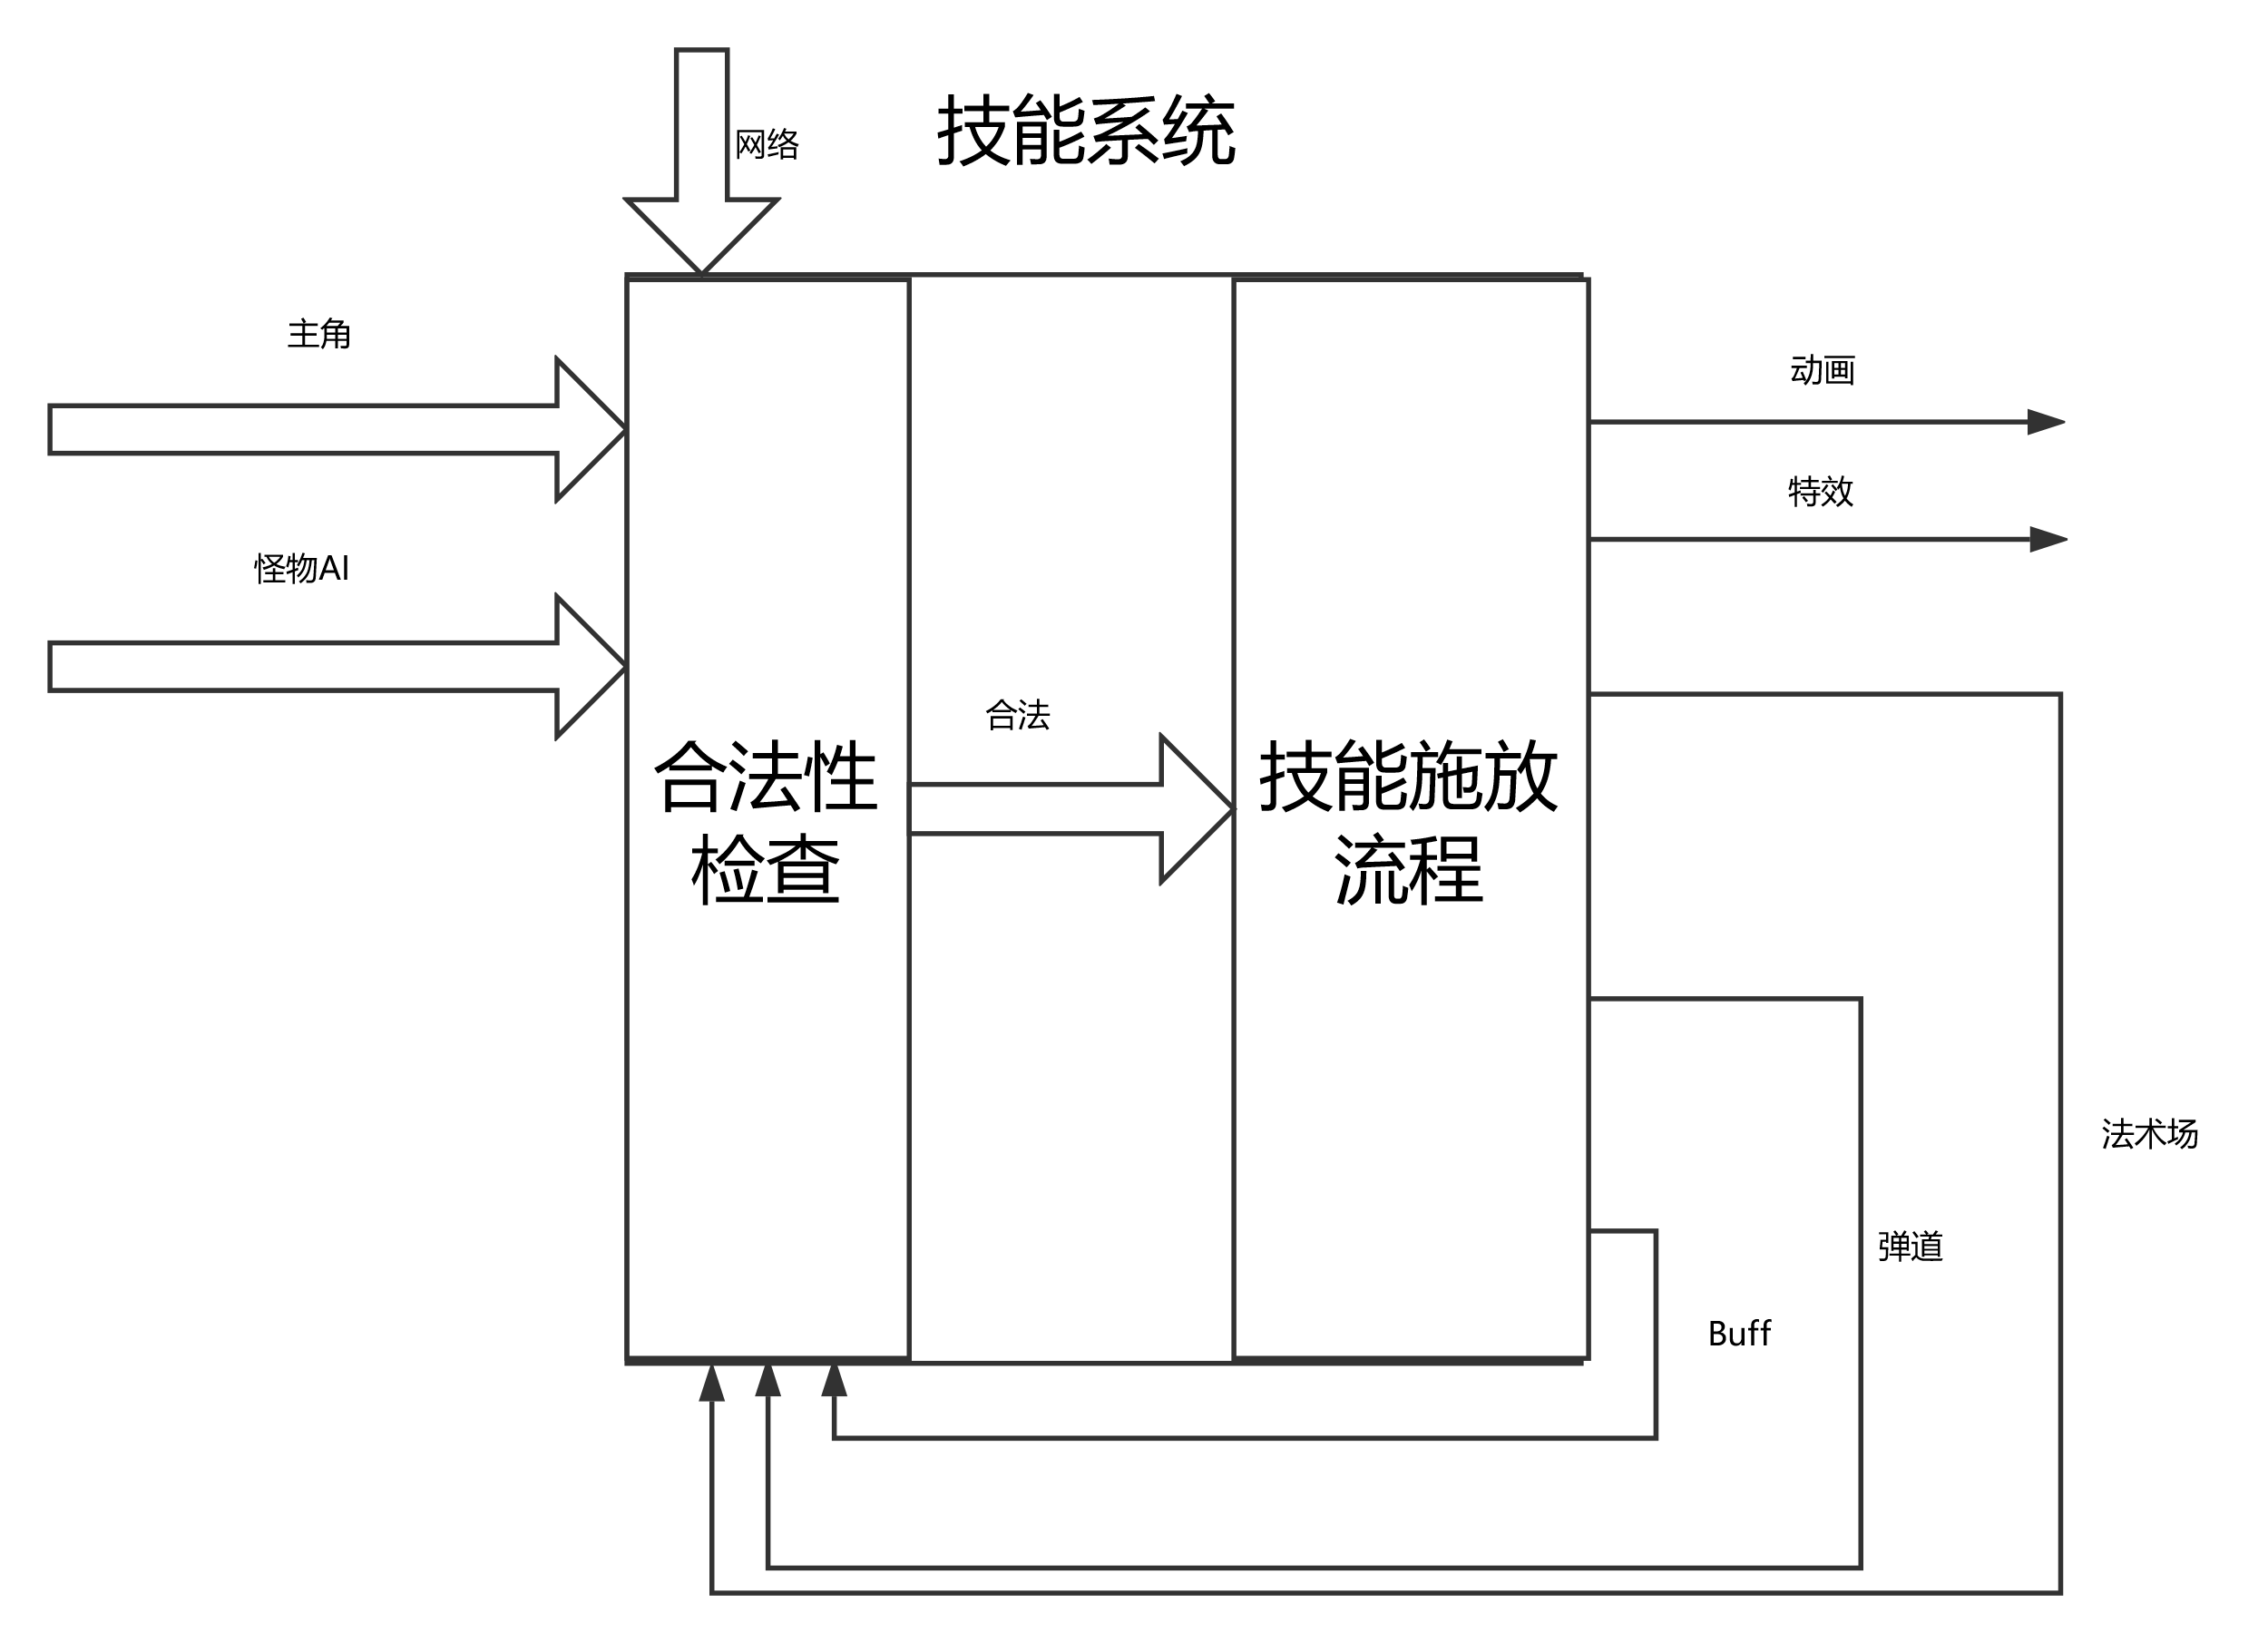 技能系统
网络
主角
动画
特效
怪物AI
合法
合法性
检查
技能施放
流程
法术场
弹道
Buff